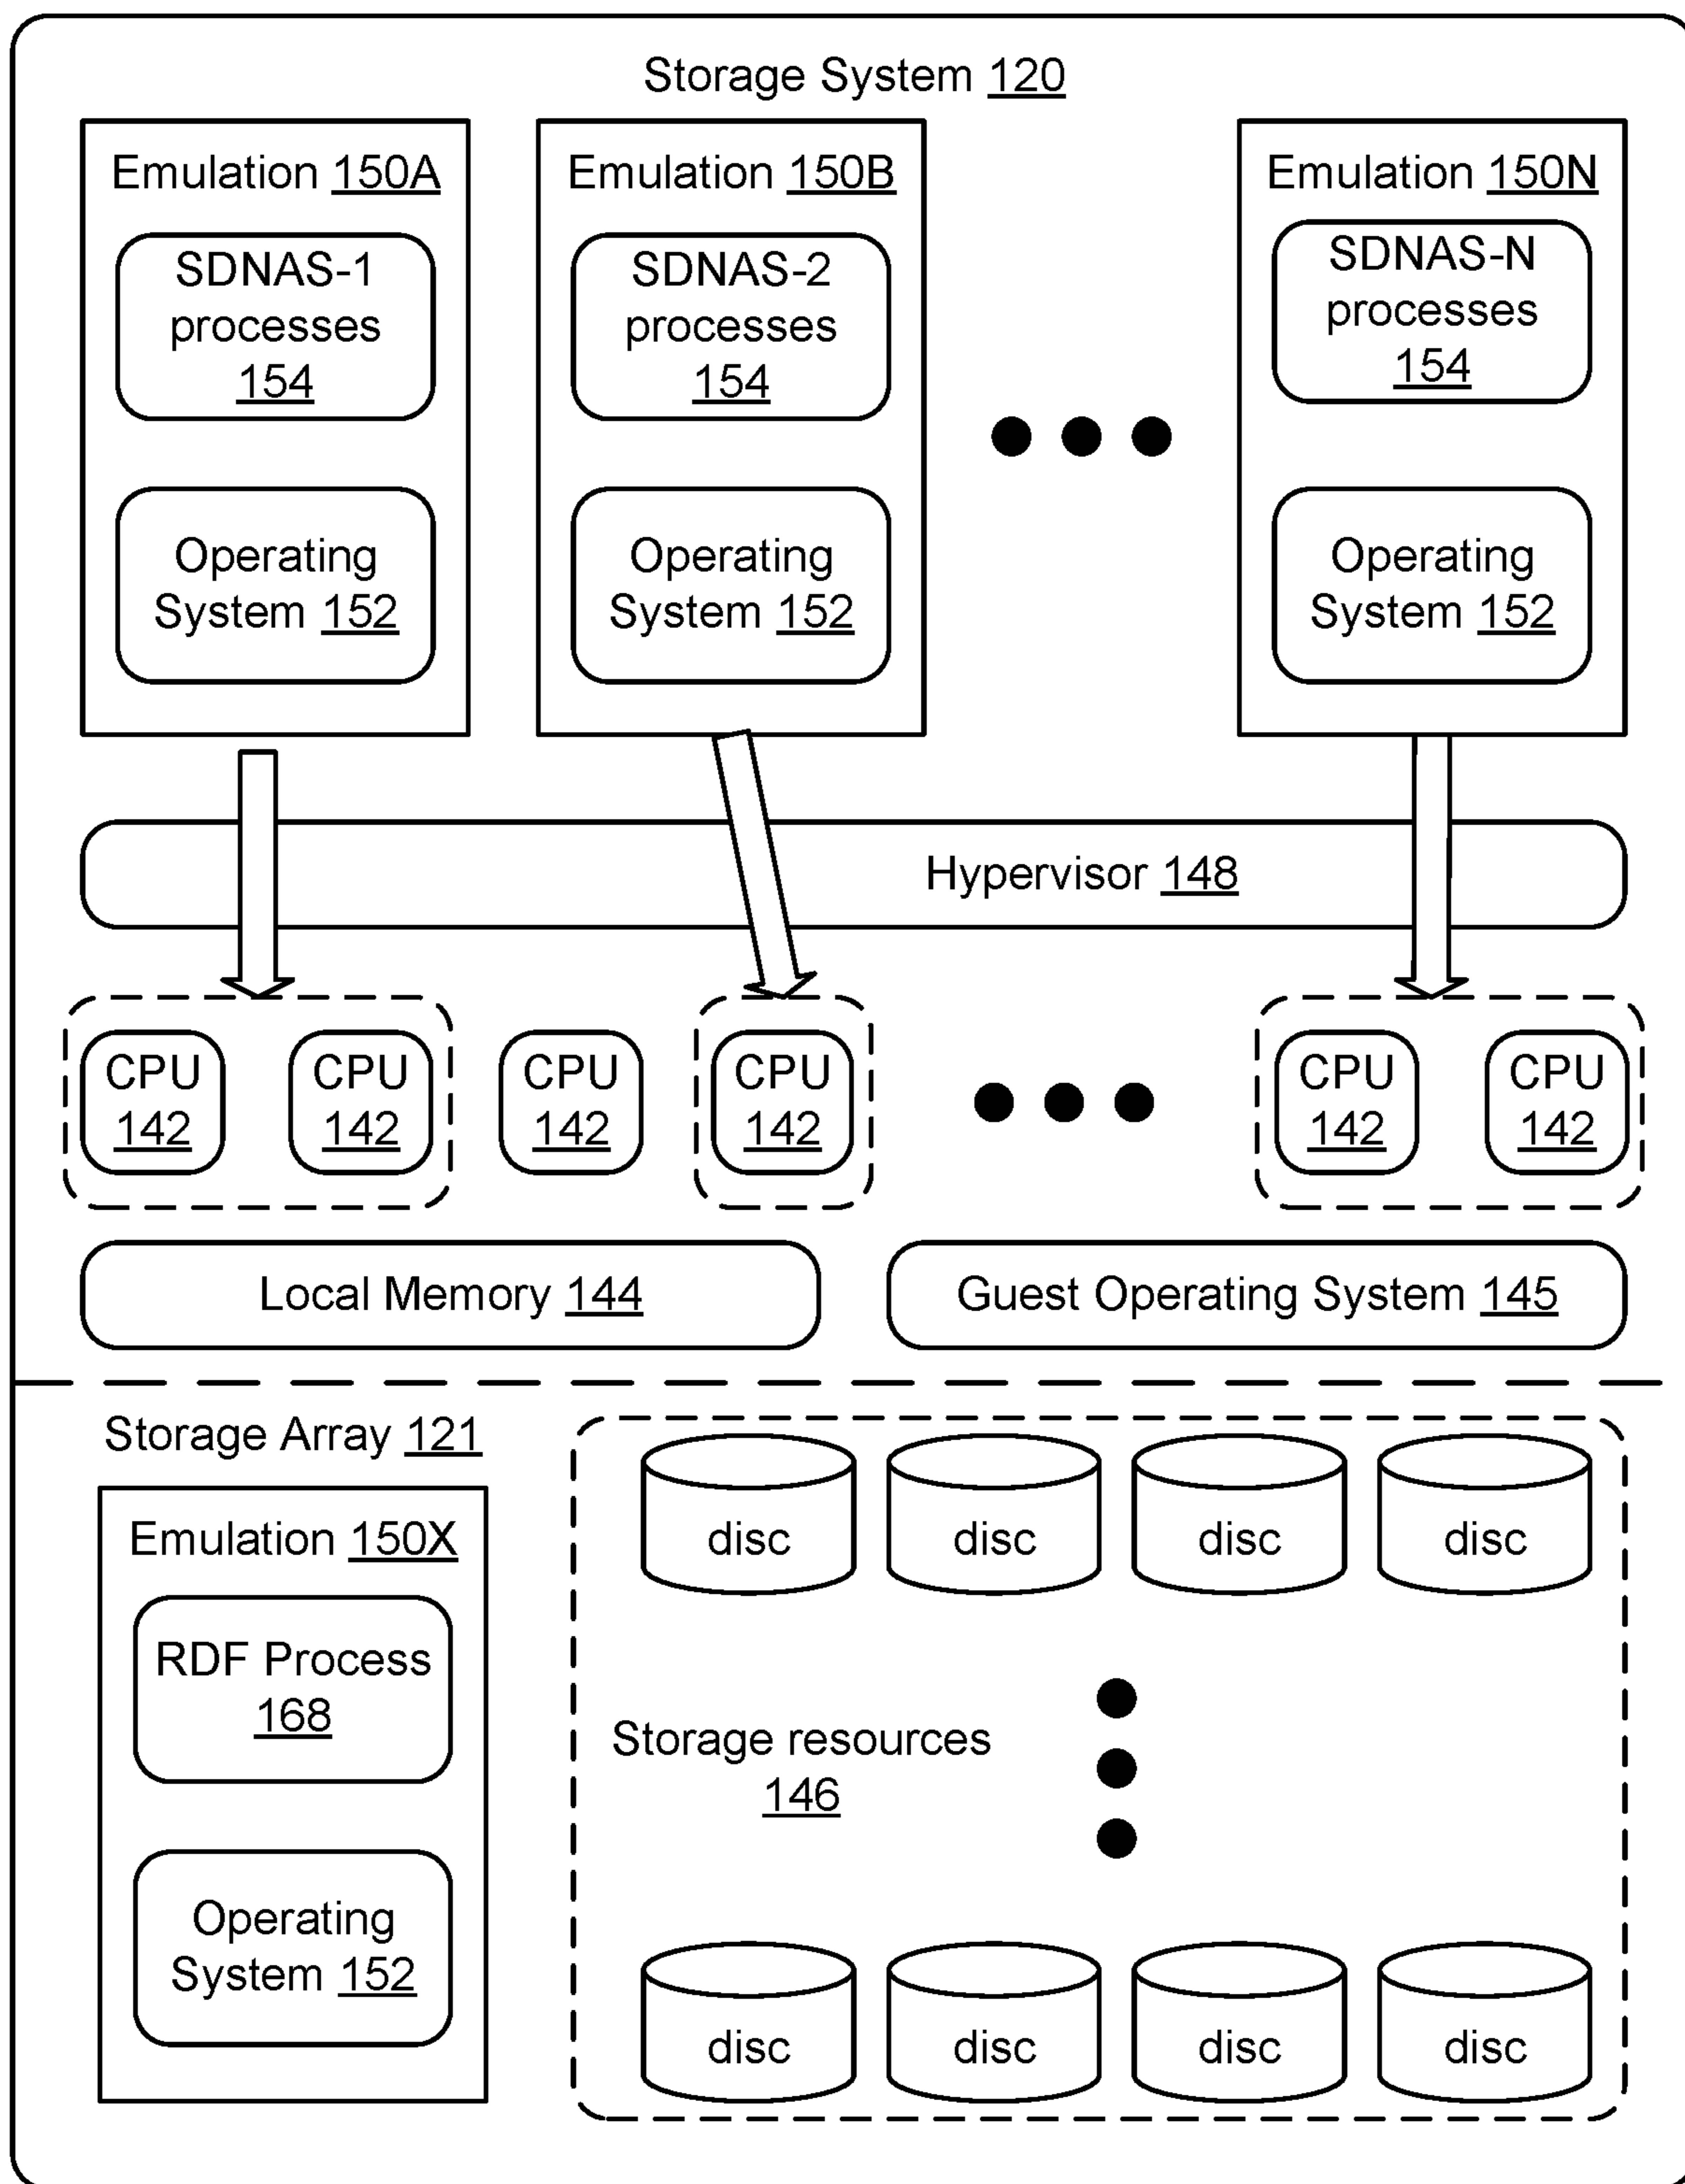 Storage System 120
Emulation 150A
SDNAS-1
processes
154
Operating
System 152
Emulation 150B
SDNAS-2
processes
154
Operating
System 152
Emulation 150N
SDNAS-N
processes
154
Operating
System 152
Hypervisor 148
CPU
142
CPU
142
CPU
142
CPU
142
CPU
142
CPU
142
Local Memory 144
Guest Operating System 145
Storage Array 121
Emulation 150X
RDF Process
168
Operating
System 152
disc
disc
disc
disc
Storage resources
146
disc
disc
disc
disc